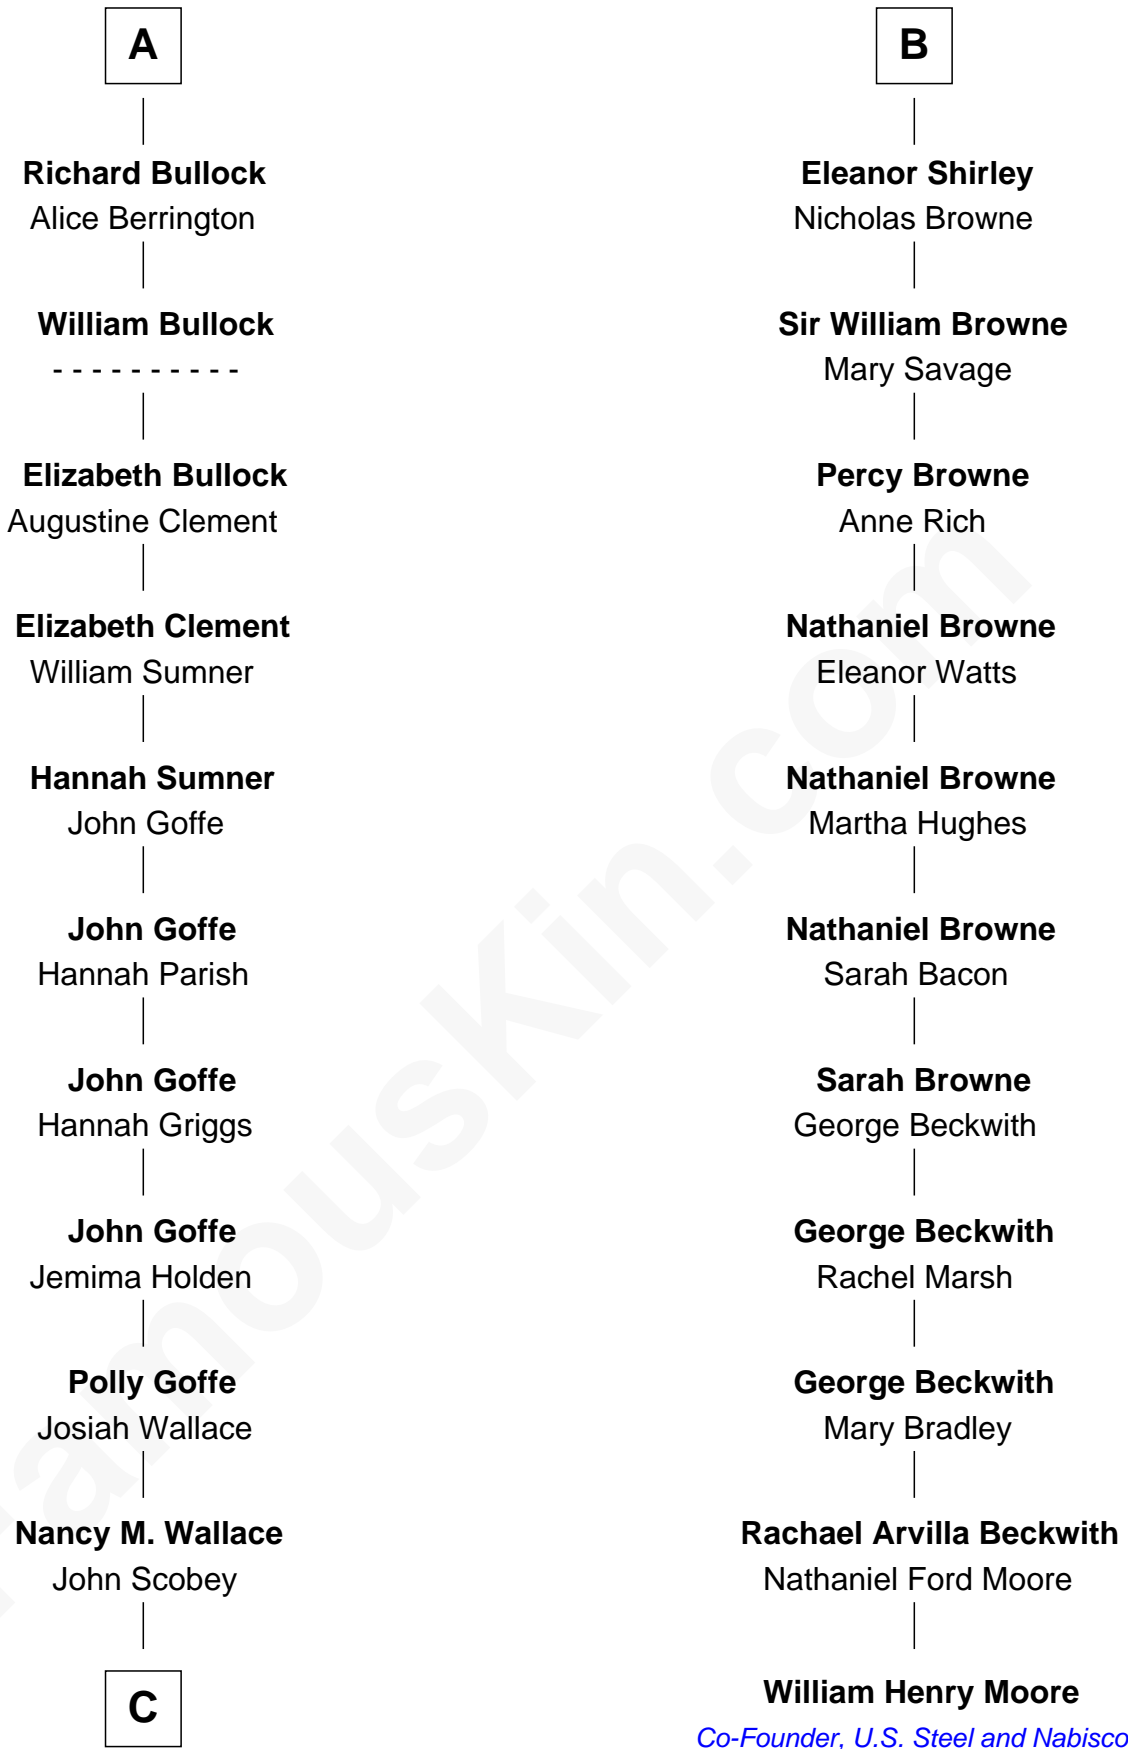 A
Richard Bullock
Alice Berrington
William Bullock
- - - - - - - - - -
Elizabeth Bullock
Augustine Clement
Elizabeth Clement
William Sumner
Hannah Sumner
John Goffe
John Goffe
Hannah Parish
John Goffe
Hannah Griggs
John Goffe
Jemima Holden
Polly Goffe
Josiah Wallace
Nancy M. Wallace
John Scobey
C
B
Eleanor Shirley
Nicholas Browne
Sir William Browne
Mary Savage
Percy Browne
Anne Rich
Nathaniel Browne
Eleanor Watts
Nathaniel Browne
Martha Hughes
Nathaniel Browne
Sarah Bacon
Sarah Browne
George Beckwith
George Beckwith
Rachel Marsh
George Beckwith
Mary Bradley
Rachael Arvilla Beckwith
Nathaniel Ford Moore
William Henry Moore
Co-Founder, U.S. Steel and Nabisco
FamousKin.com